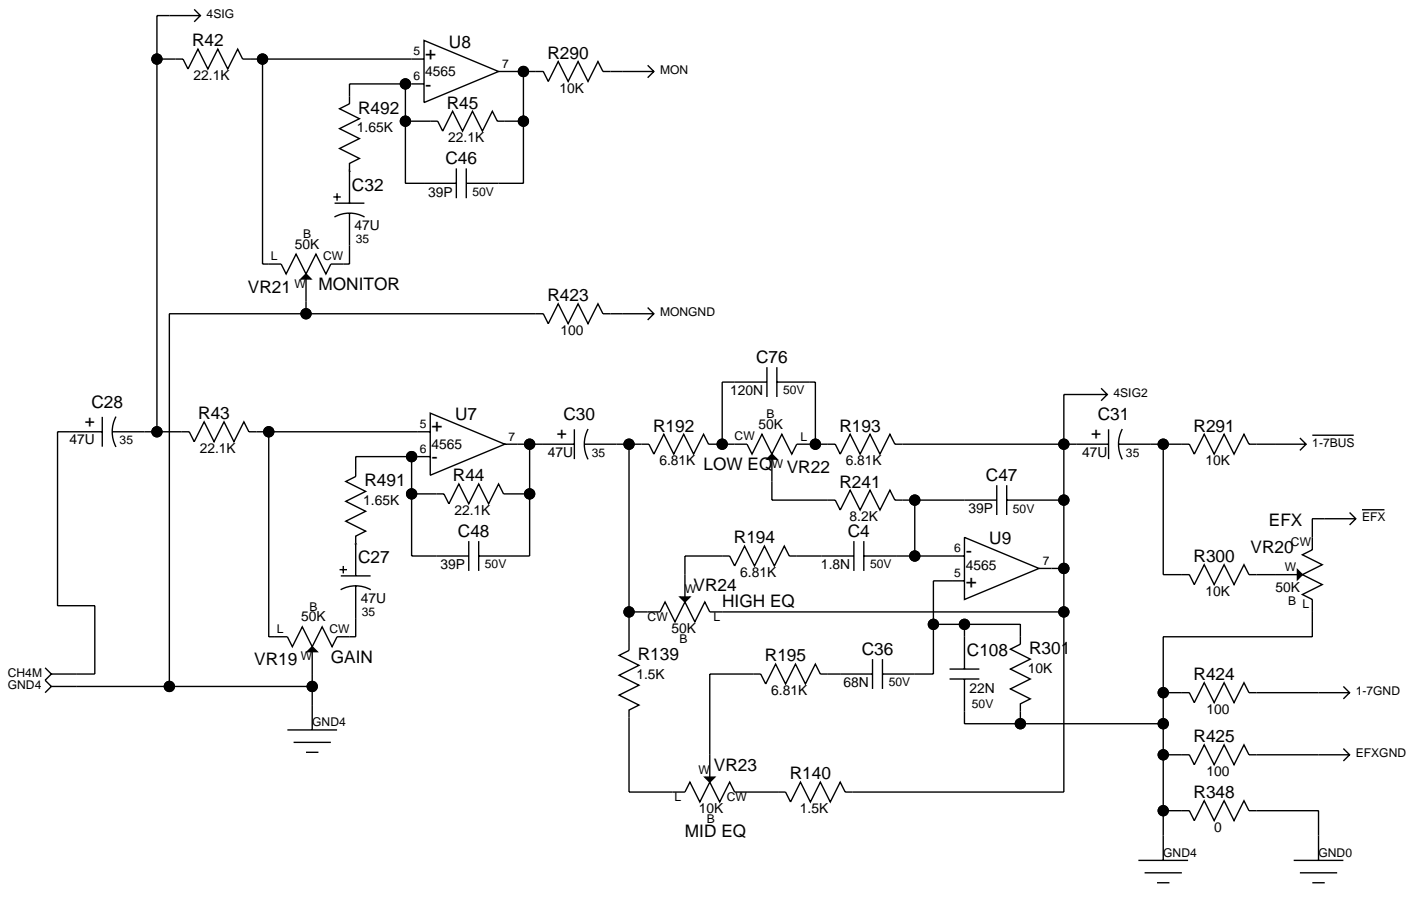 4SIG
R42
22.1K
U8
5
+
4565
6
-
7
R290
10K
MON
R492
1.65K
R45
22.1K
C46
39P
50V
C32
+
47U
35
B
50K
L
CW
W
VR21
MONITOR
R423
100
MONGND
C28
+
47U
35
R43
22.1K
U7
5
+
4565
6
-
7
C30
+
47U
35
R491
1.65K
R44
22.1K
C48
39P
50V
C27
+
47U
35
B
50K
L
CW
W
VR19
GAIN
CH4M
GND4
GND4
C76
120N
50V
R192
6.81K
B
50K
CW
L
W
LOW EQ
VR22
R193
6.81K
4SIG2
C31
+
47U
35
R291
10K
1-7BUS
R241
8.2K
C47
39P
50V
R194
6.81K
C4
1.8N
50V
U9
6
-
4565
5
+
7
W
VR24
HIGH EQ
CW
50K
L
B
EFX
EFX
VR20
CW
W
50K
B
L
R300
10K
R139
1.5K
R195
6.81K
C36
68N
50V
C108
22N
50V
R301
10K
R424
100
1-7GND
R425
100
EFXGND
W
VR23
L
10K
CW
B
MID EQ
R140
1.5K
R348
0
GND4
GND0